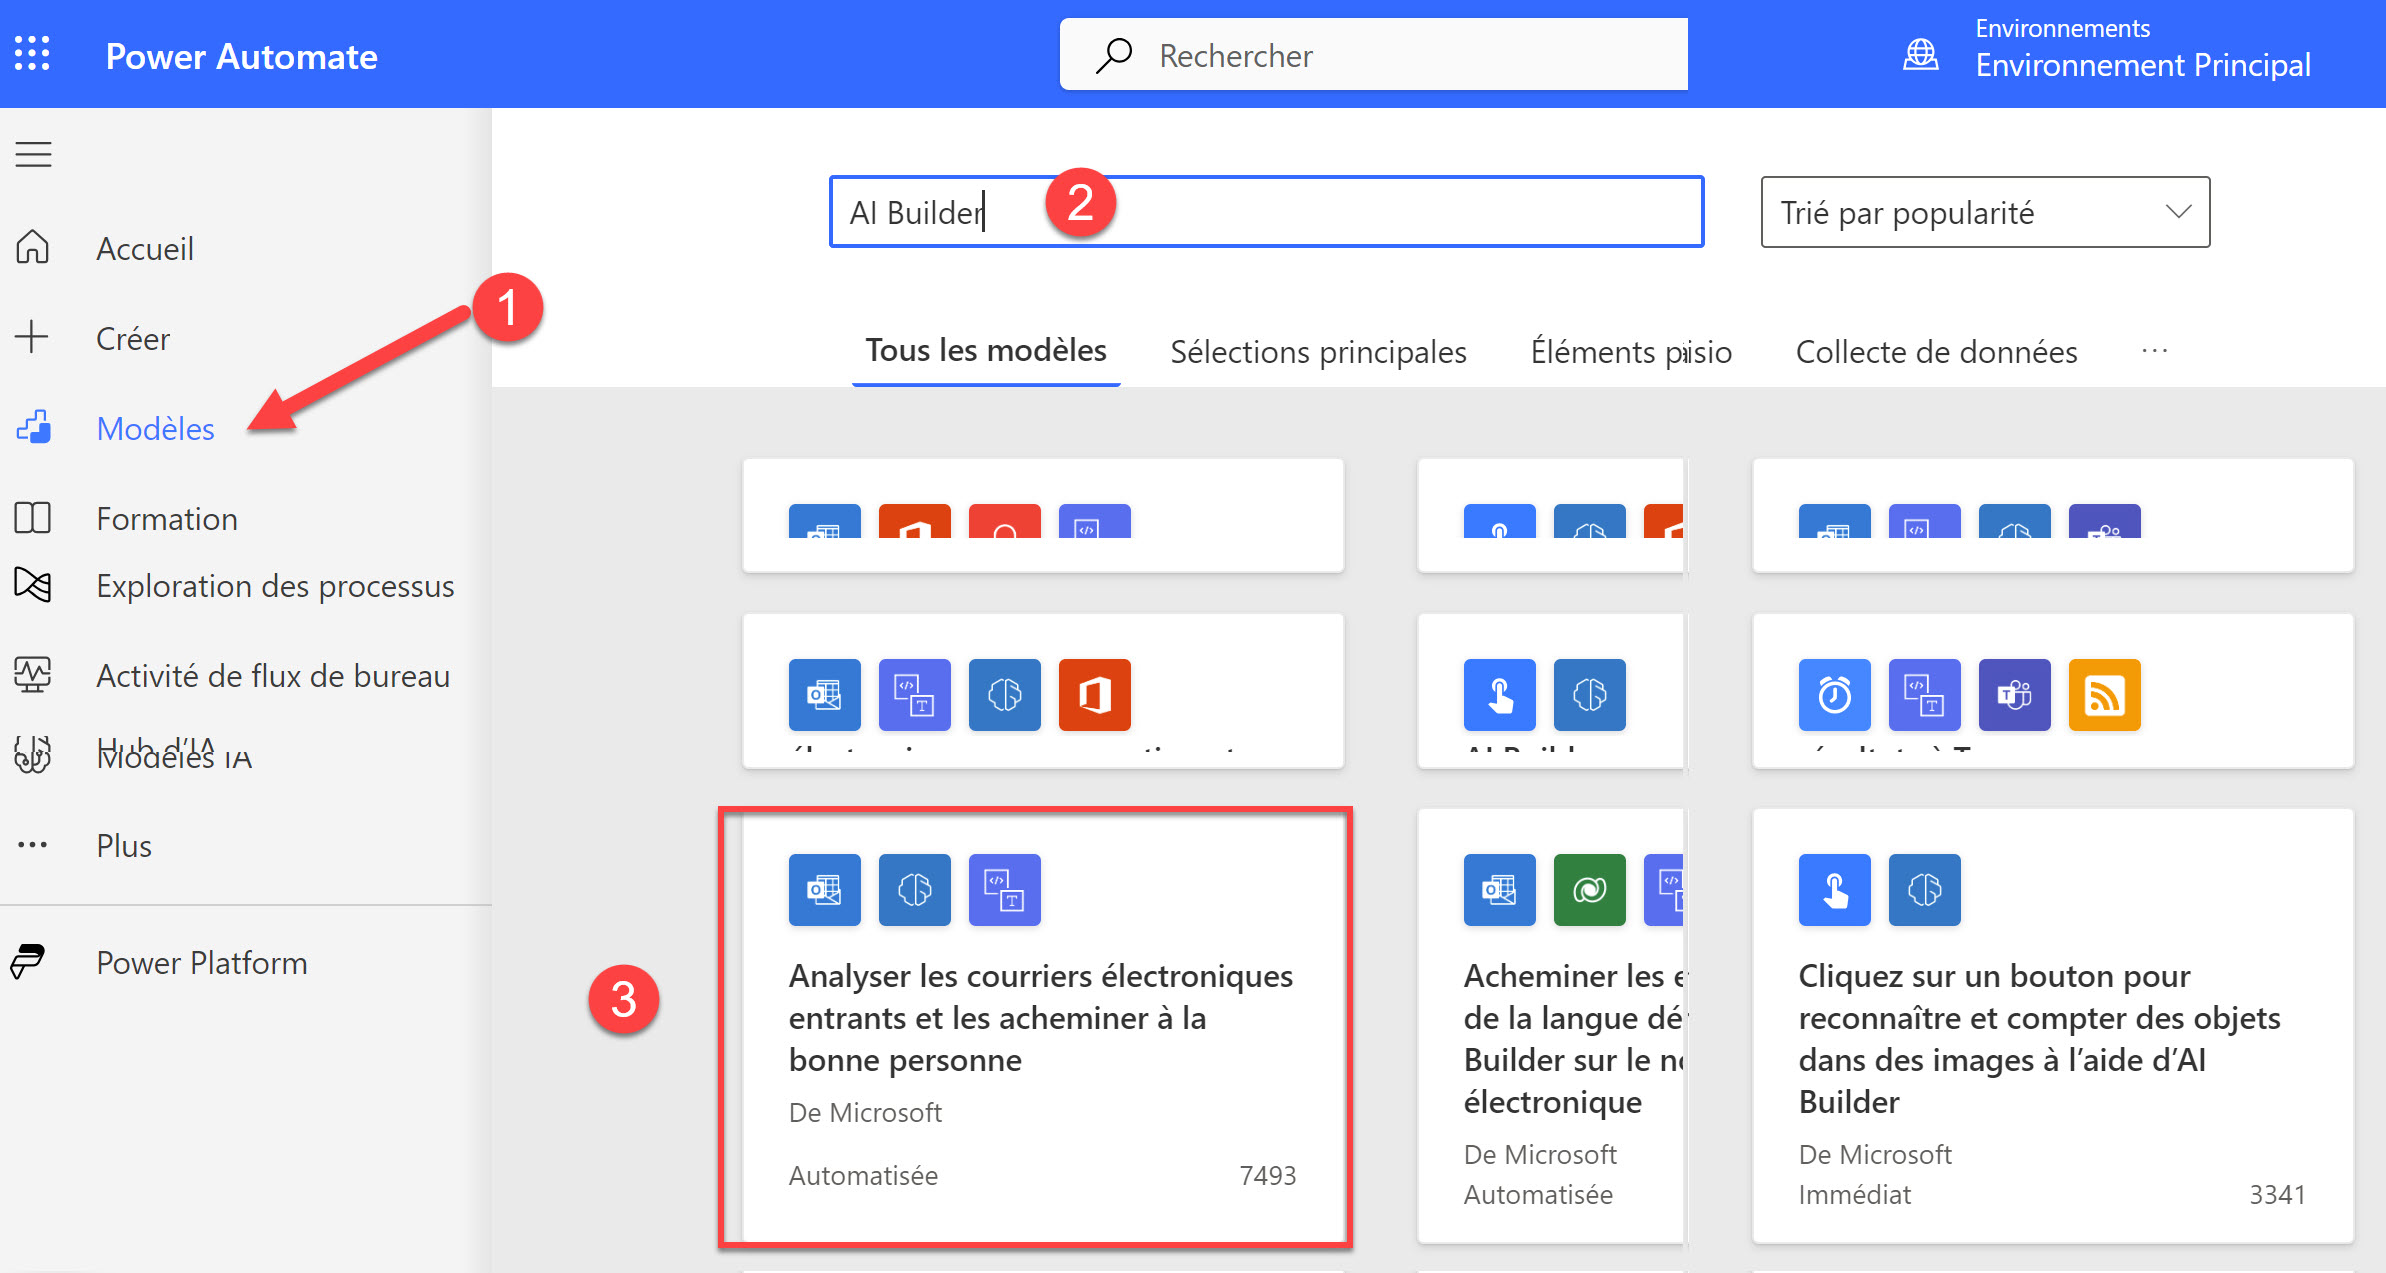 Power Automate
Rechercher
Environnements
Environnement Principal
AI Builder
2
Trié par popularité
Accueil
1
Créer
Tous les modèles
Sélections principales
Éléments
Collecte de données
...
Modèles
Formation
Exploration des processus
Activité de flux de bureau
Modèles IA
Plus
Power Platform
3
Analyser les courriers électroniques
entrants et les acheminer à la
bonne personne
De Microsoft
Automatisée
7493
Acheminer les
de la langue
Builder sur le
électronique
De Microsoft
Automatisée
Cliquez sur un bouton pour
reconnaître et compter des objets
dans des images à l’aide d’AI
Builder
De Microsoft
Immédiat
3341